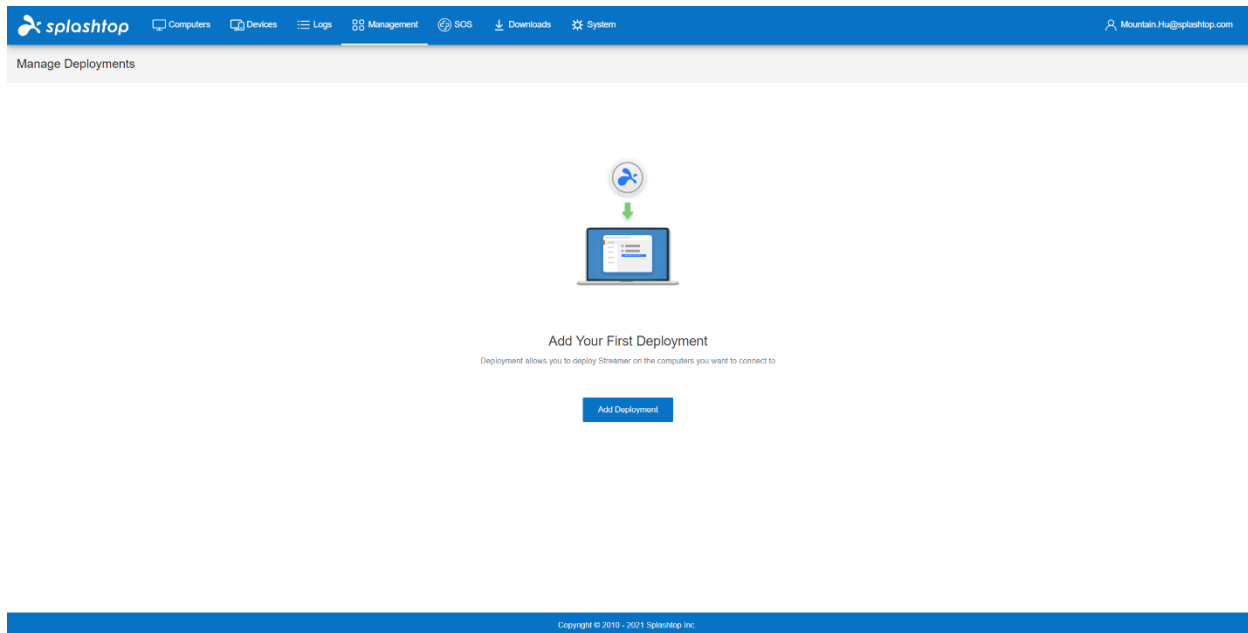 splashtop Computers Devices Logs Management SOS Downloads System Mountain.Hu@splashtop.com
Manage Deployments
Add Your First Deployment
Deployment allows you to deploy Streamer on the computers you want to connect to
Add Deployment
Copyright © 2010 - 2021 Splashtop Inc.